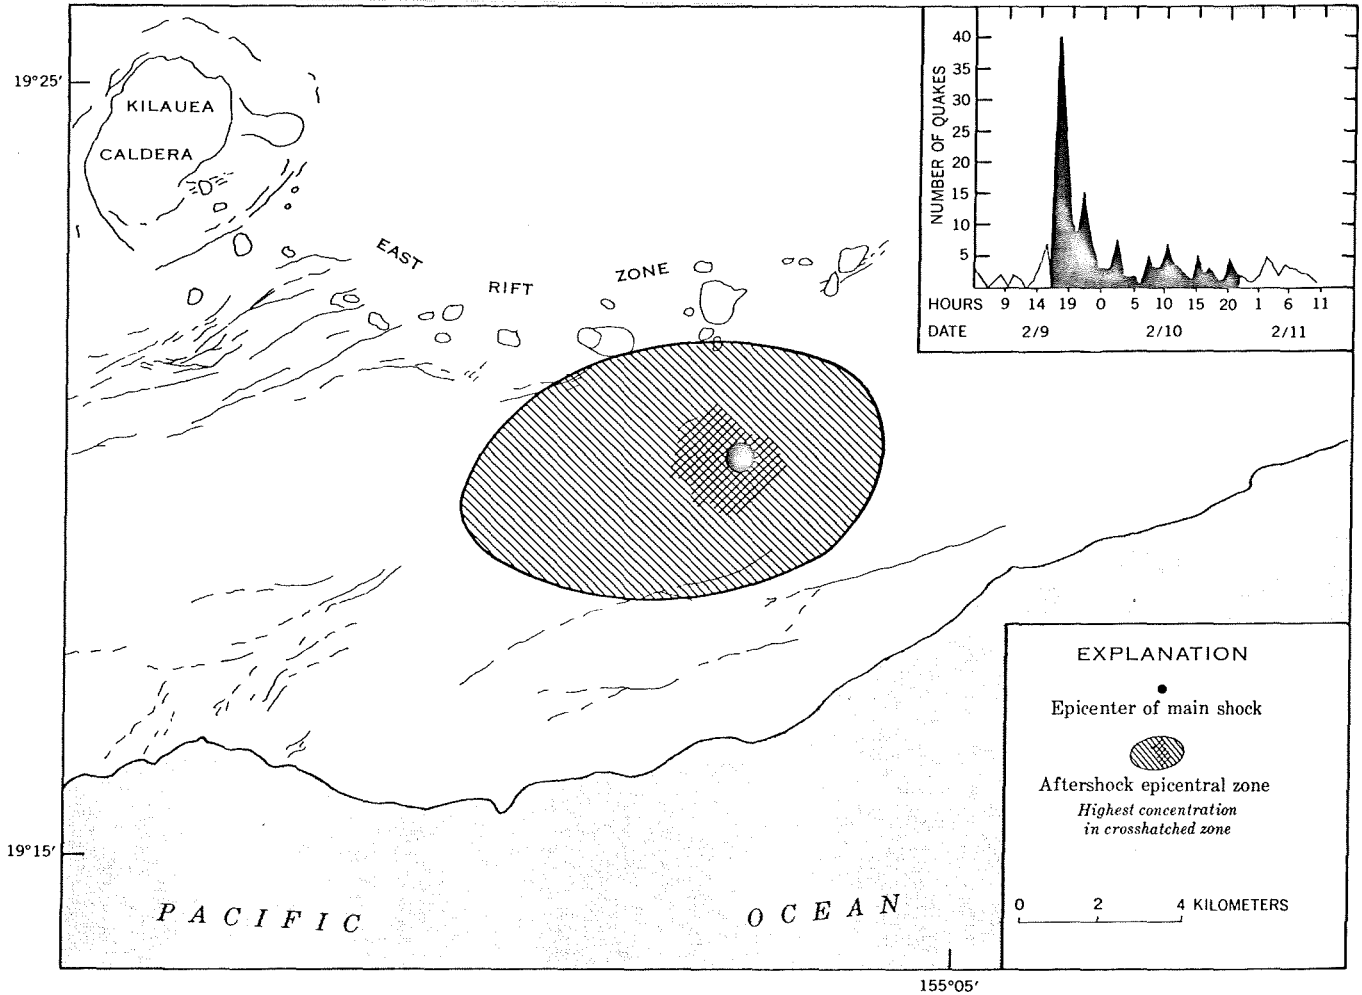 19°25'
KILAUEA
CALDERA
EAST
RIFT
ZONE
NUMBER OF QUAKES
40
35
30
25
20
15
10
5
HOURS 9 14 19 0 5 10 15 20 1 6 11
DATE 2/9 2/10 2/11
EXPLANATION
Epicenter of main shock
Aftershock epicentral zone
Highest concentration
in crosshatched zone
0 2 4 KILOMETERS
19°15'
PACIFIC OCEAN
155°05'